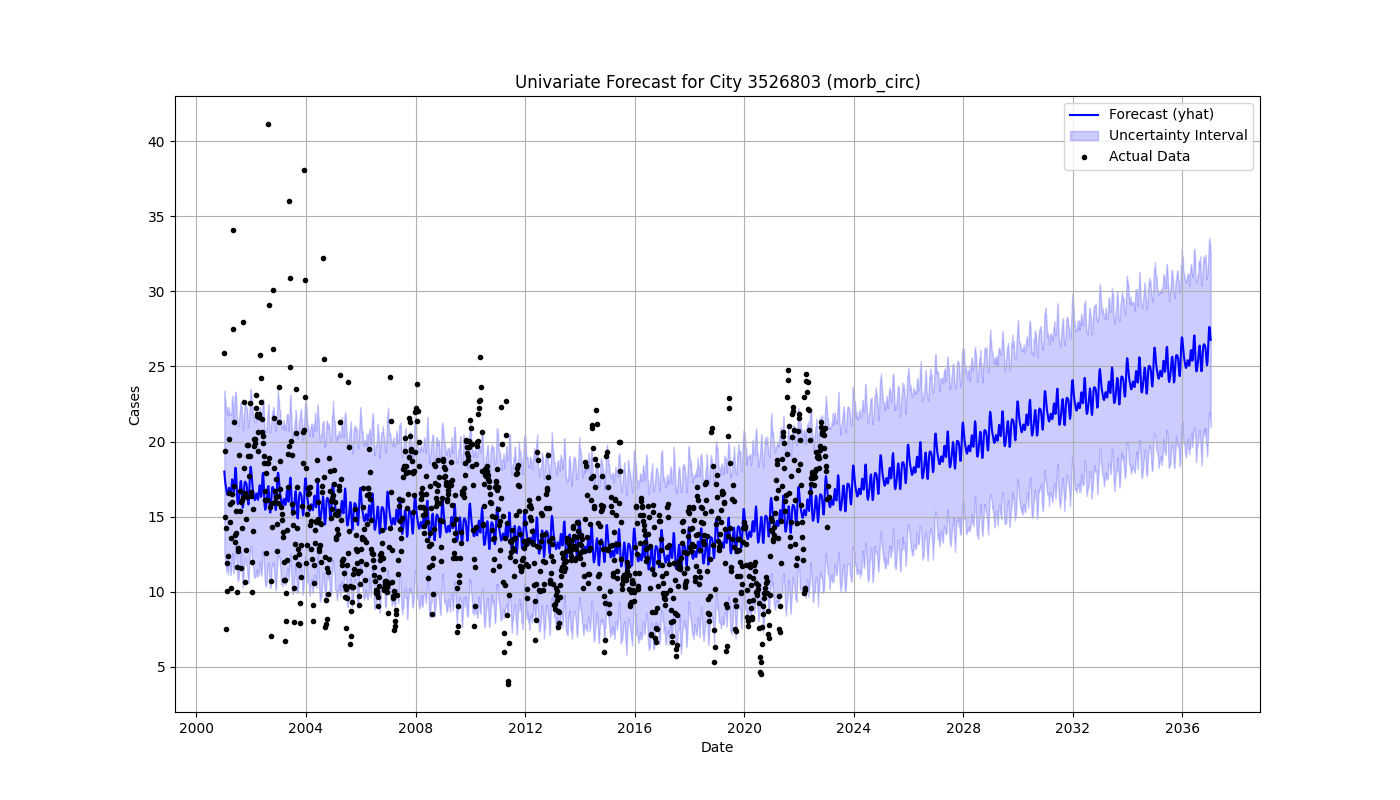 Univariate Forecast for City 3526803 (morb_circ)
Forecast (yhat)
Uncertainty Interval
Actual Data
40
35
30
25
20
15
10
5
Cases
2000 2004 2008 2012 2016 2020 2024 2028 2032 2036
Date